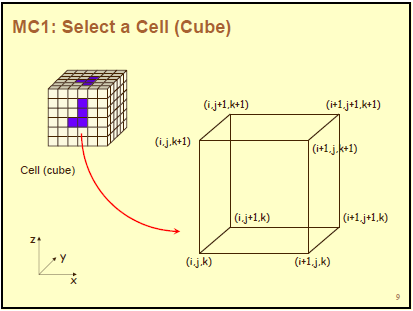 MC1: Select a Cell (Cube)
(i,j+1,k+1)
(i+1,j+1,k+1)
(i,j,k+1)
(i+1,j,k+1)
Cell (cube)
(i,j+1,k)
(i+1,j+1,k)
z
y
x
(i,j,k)
(i+1,j,k)
9